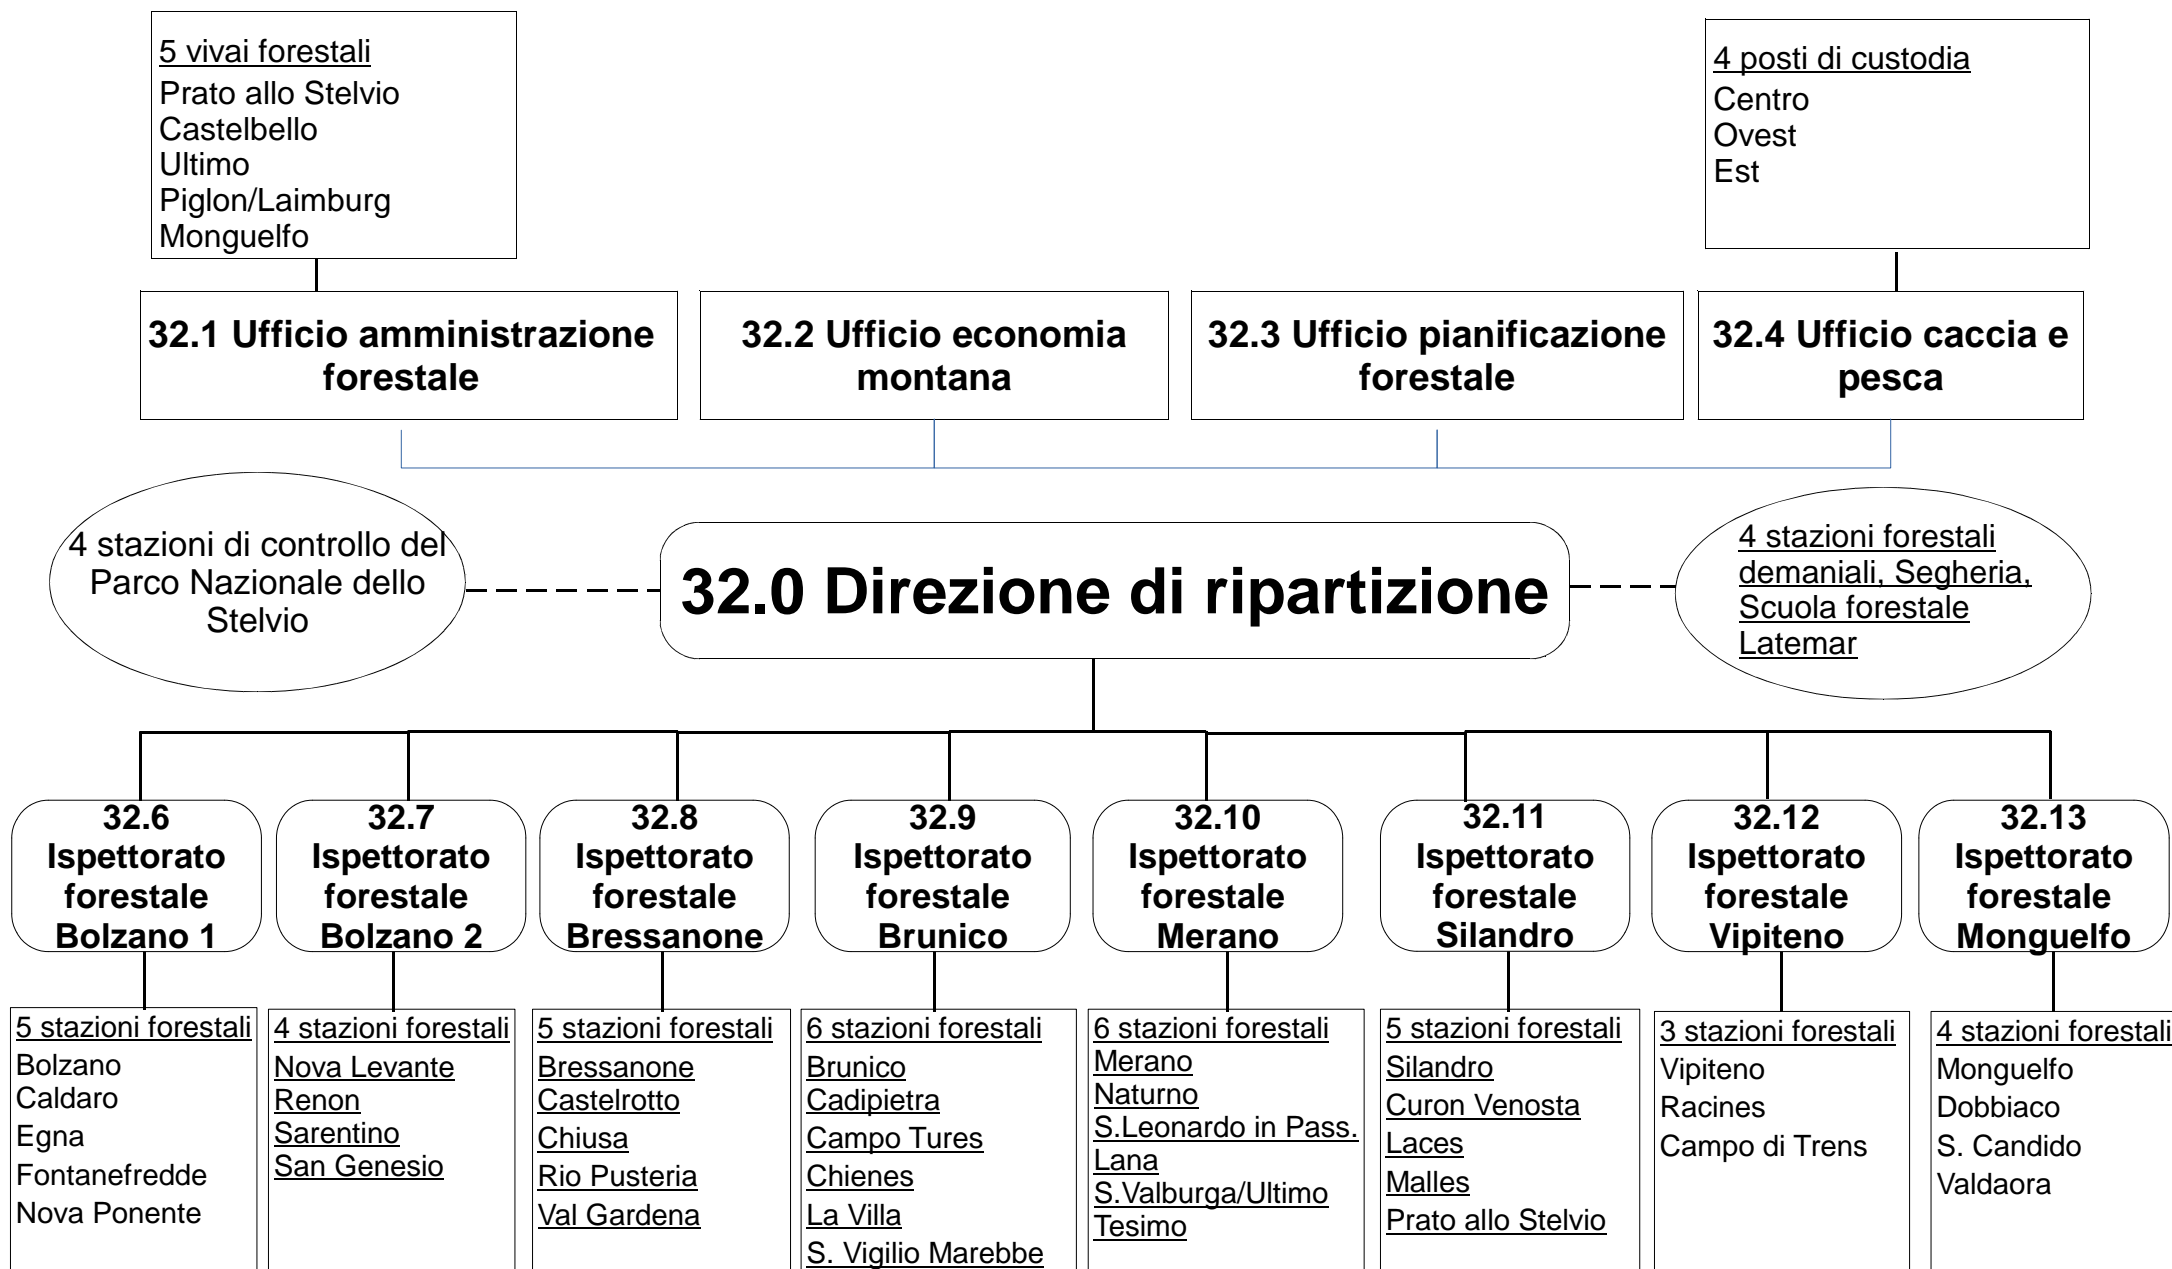 5 vivai forestali
Prato allo Stelvio
Castelbello
Ultimo
Piglon/Laimburg
Monguelfo
4 posti di custodia
Centro
Ovest
Est
32.1 Ufficio amministrazione
forestale
32.2 Ufficio economia
montana
32.3 Ufficio pianificazione
forestale
32.4 Ufficio caccia e
pesca
4 stazioni di controllo del
Parco Nazionale dello
Stelvio
32.0 Direzione di ripartizione
4 stazioni forestali
demaniali, Segheria,
Scuola forestale
Latemar
32.6
Ispettorato
forestale
Bolzano 1
32.7
Ispettorato
forestale
Bolzano 2
32.8
Ispettorato
forestale
Bressanone
32.9
Ispettorato
forestale
Brunico
32.10
Ispettorato
forestale
Merano
32.11
Ispettorato
forestale
Silandro
32.12
Ispettorato
forestale
Vipiteno
32.13
Ispettorato
forestale
Monguelfo
5 stazioni forestali
Bolzano
Caldaro
Egna
Fontanefredde
Nova Ponente
4 stazioni forestali
Nova Levante
Renon
Sarentino
San Genesio
5 stazioni forestali
Bressanone
Castelrotto
Chiusa
Rio Pusteria
Val Gardena
6 stazioni forestali
Brunico
Cadipietra
Campo Tures
Chienes
La Villa
S. Vigilio Marebbe
6 stazioni forestali
Merano
Naturno
S.Leonardo in Pass.
Lana
S.Valburga/Ultimo
Tesimo
5 stazioni forestali
Silandro
Curon Venosta
Laces
Malles
Prato allo Stelvio
3 stazioni forestali
Vipiteno
Racines
Campo di Trens
4 stazioni forestali
Monguelfo
Dobbiaco
S. Candido
Valdaora